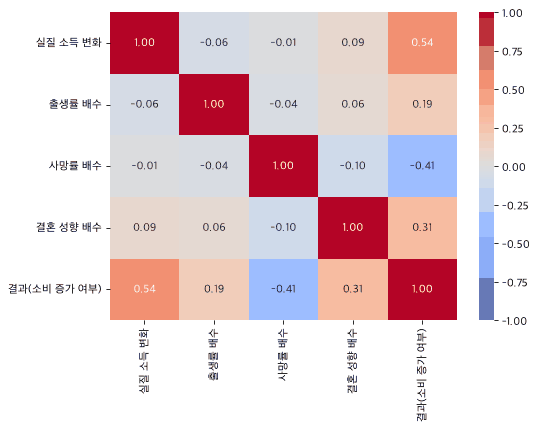 실질 소득 변화 1.00 -0.06 -0.01 0.09 0.54
출생률 배수 -0.06 1.00 -0.04 0.06 0.19
사망률 배수 -0.01 -0.04 1.00 -0.10 -0.41
결혼 성향 배수 0.09 0.06 -0.10 1.00 0.31
결과(소비 증가 여부) 0.54 0.19 -0.41 0.31 1.00
실질 소득 변화
출생률 배수
사망률 배수
결혼 성향 배수
결과(소비 증가 여부)
1.00
0.75
0.50
0.25
0.00
-0.25
-0.50
-0.75
-1.00